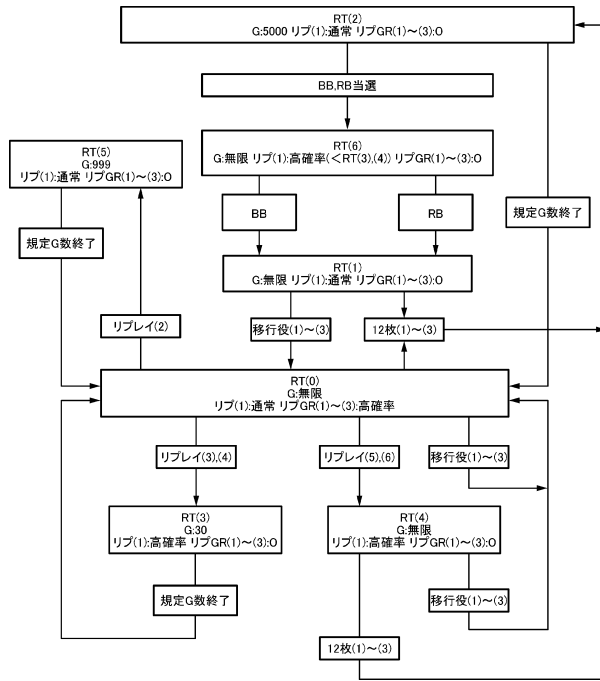 RT(2)
G:5000 リプ(1):通常 リプGR(1)～(3):O
BB,RB当選
RT(6)
G:無限 リプ(1):高確率(＜RT(3),(4)) リプGR(1)～(3):O
RT(5)
G:999
リプ(1):通常 リプGR(1)～(3):O
BB
RB
規定G数終了
規定G数終了
RT(1)
G:無限 リプ(1):通常 リプGR(1)～(3):O
リプレイ(2)
移行役(1)～(3)
12枚(1)～(3)
RT(0)
G:無限
リプ(1):通常 リプGR(1)～(3):高確率
リプレイ(3),(4)
リプレイ(5),(6)
移行役(1)～(3)
RT(3)
G:30
リプ(1):高確率 リプGR(1)～(3):O
RT(4)
G:無限
リプ(1):高確率 リプGR(1)～(3):O
規定G数終了
移行役(1)～(3)
12枚(1)～(3)